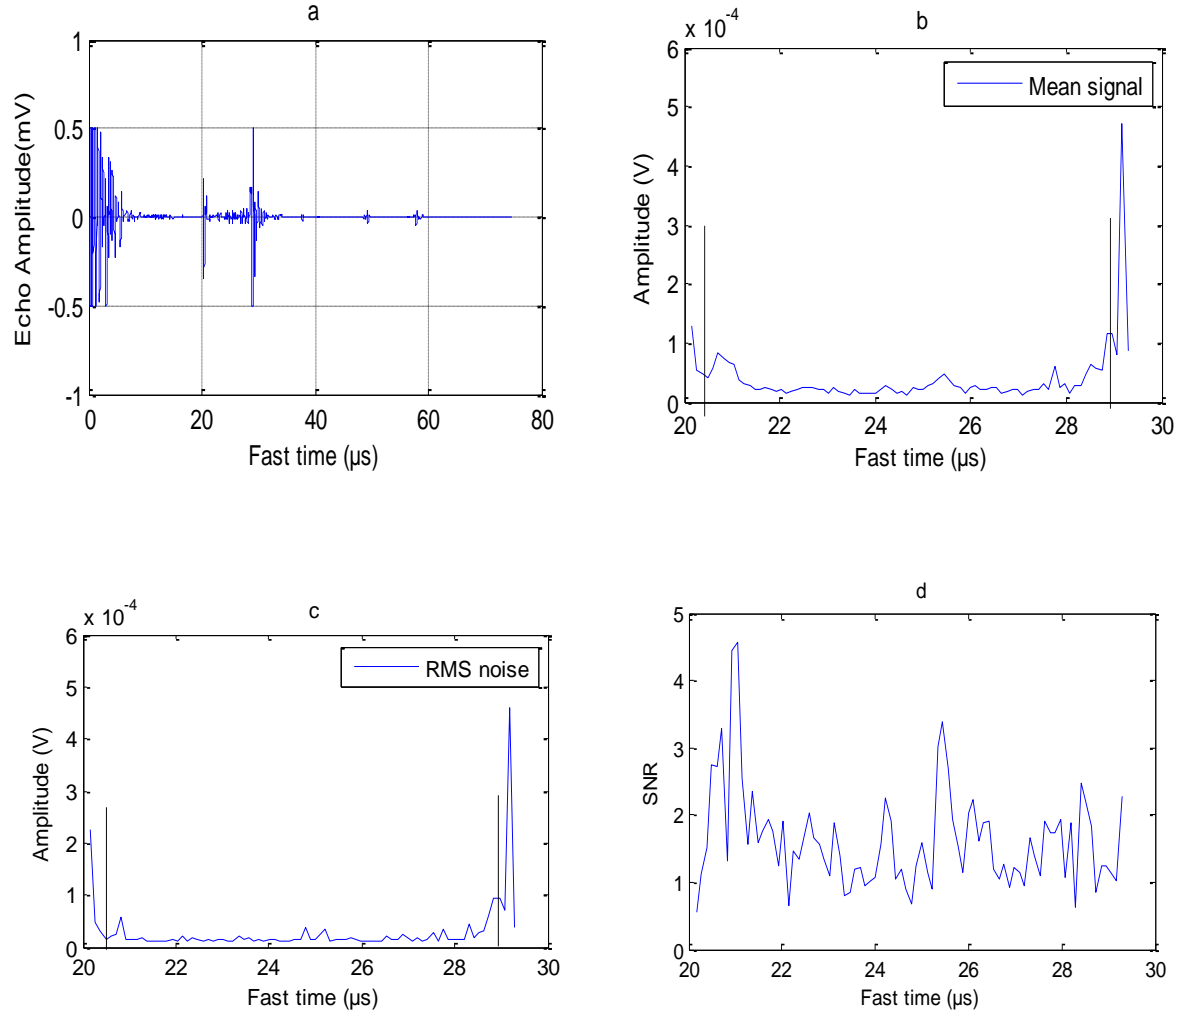 a
1
0.5
0
-0.5
-1
Echo Amplitude(mV)
0 20 40 60 80
Fast time (µs)
b
x 10-4
6
5
4
3
2
1
0
Amplitude (V)
Mean signal
20 22 24 26 28 30
Fast time (µs)
c
x 10-4
6
5
4
3
2
1
0
Amplitude (V)
RMS noise
20 22 24 26 28 30
Fast time (µs)
d
5
4
3
2
1
0
SNR
20 22 24 26 28 30
Fast time (µs)